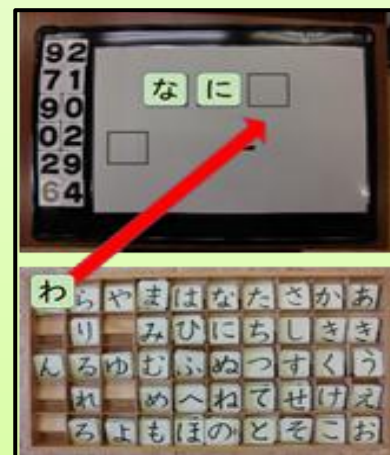 92
71
90
02
29
64
な に
わ ら や ま は な た さ か あ
り み ひ に ち し き き
ん る ゆ む ふ ぬ つ す く う
れ め へ ね て せ け え
ろ よ も ほ の と そ こ お